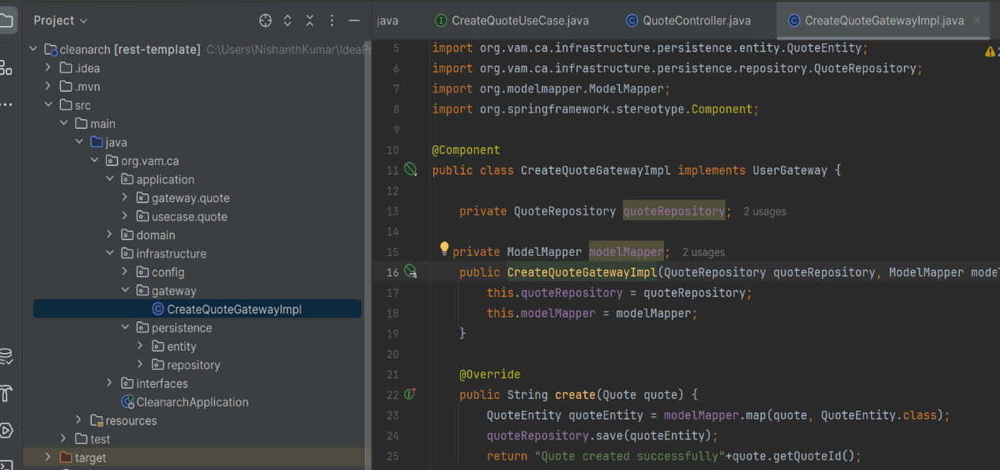 Project
cleanarch [rest-template] C:\Users\NishanthKumar\IdeaPr
.idea
.mvn
src
main
java
org.vam.ca
application
gateway.quote
usecase.quote
domain
infrastructure
config
gateway
CreateQuoteGatewayImpl
persistence
entity
repository
interfaces
CleanarchApplication
resources
test
target
.java CreateQuoteUseCase.java QuoteController.java CreateQuoteGatewayImpl.java
5 import org.vam.ca.infrastructure.persistence.entity.QuoteEntity;
6 import org.vam.ca.infrastructure.persistence.repository.QuoteRepository;
7 import org.modelmapper.ModelMapper;
8 import org.springframework.stereotype.Component;
9
10 @Component
11 public class CreateQuoteGatewayImpl implements UserGateway {
12
13 private QuoteRepository quoteRepository; 2 usages
14
15 private ModelMapper modelMapper; 2 usages
16 public CreateQuoteGatewayImpl(QuoteRepository quoteRepository, ModelMapper mode
17 this.quoteRepository = quoteRepository;
18 this.modelMapper = modelMapper;
19 }
20
21 @Override
22 public String create(Quote quote) {
23 QuoteEntity quoteEntity = modelMapper.map(quote, QuoteEntity.class);
24 quoteRepository.save(quoteEntity);
25 return "Quote created successfully"+quote.getQuoteId();